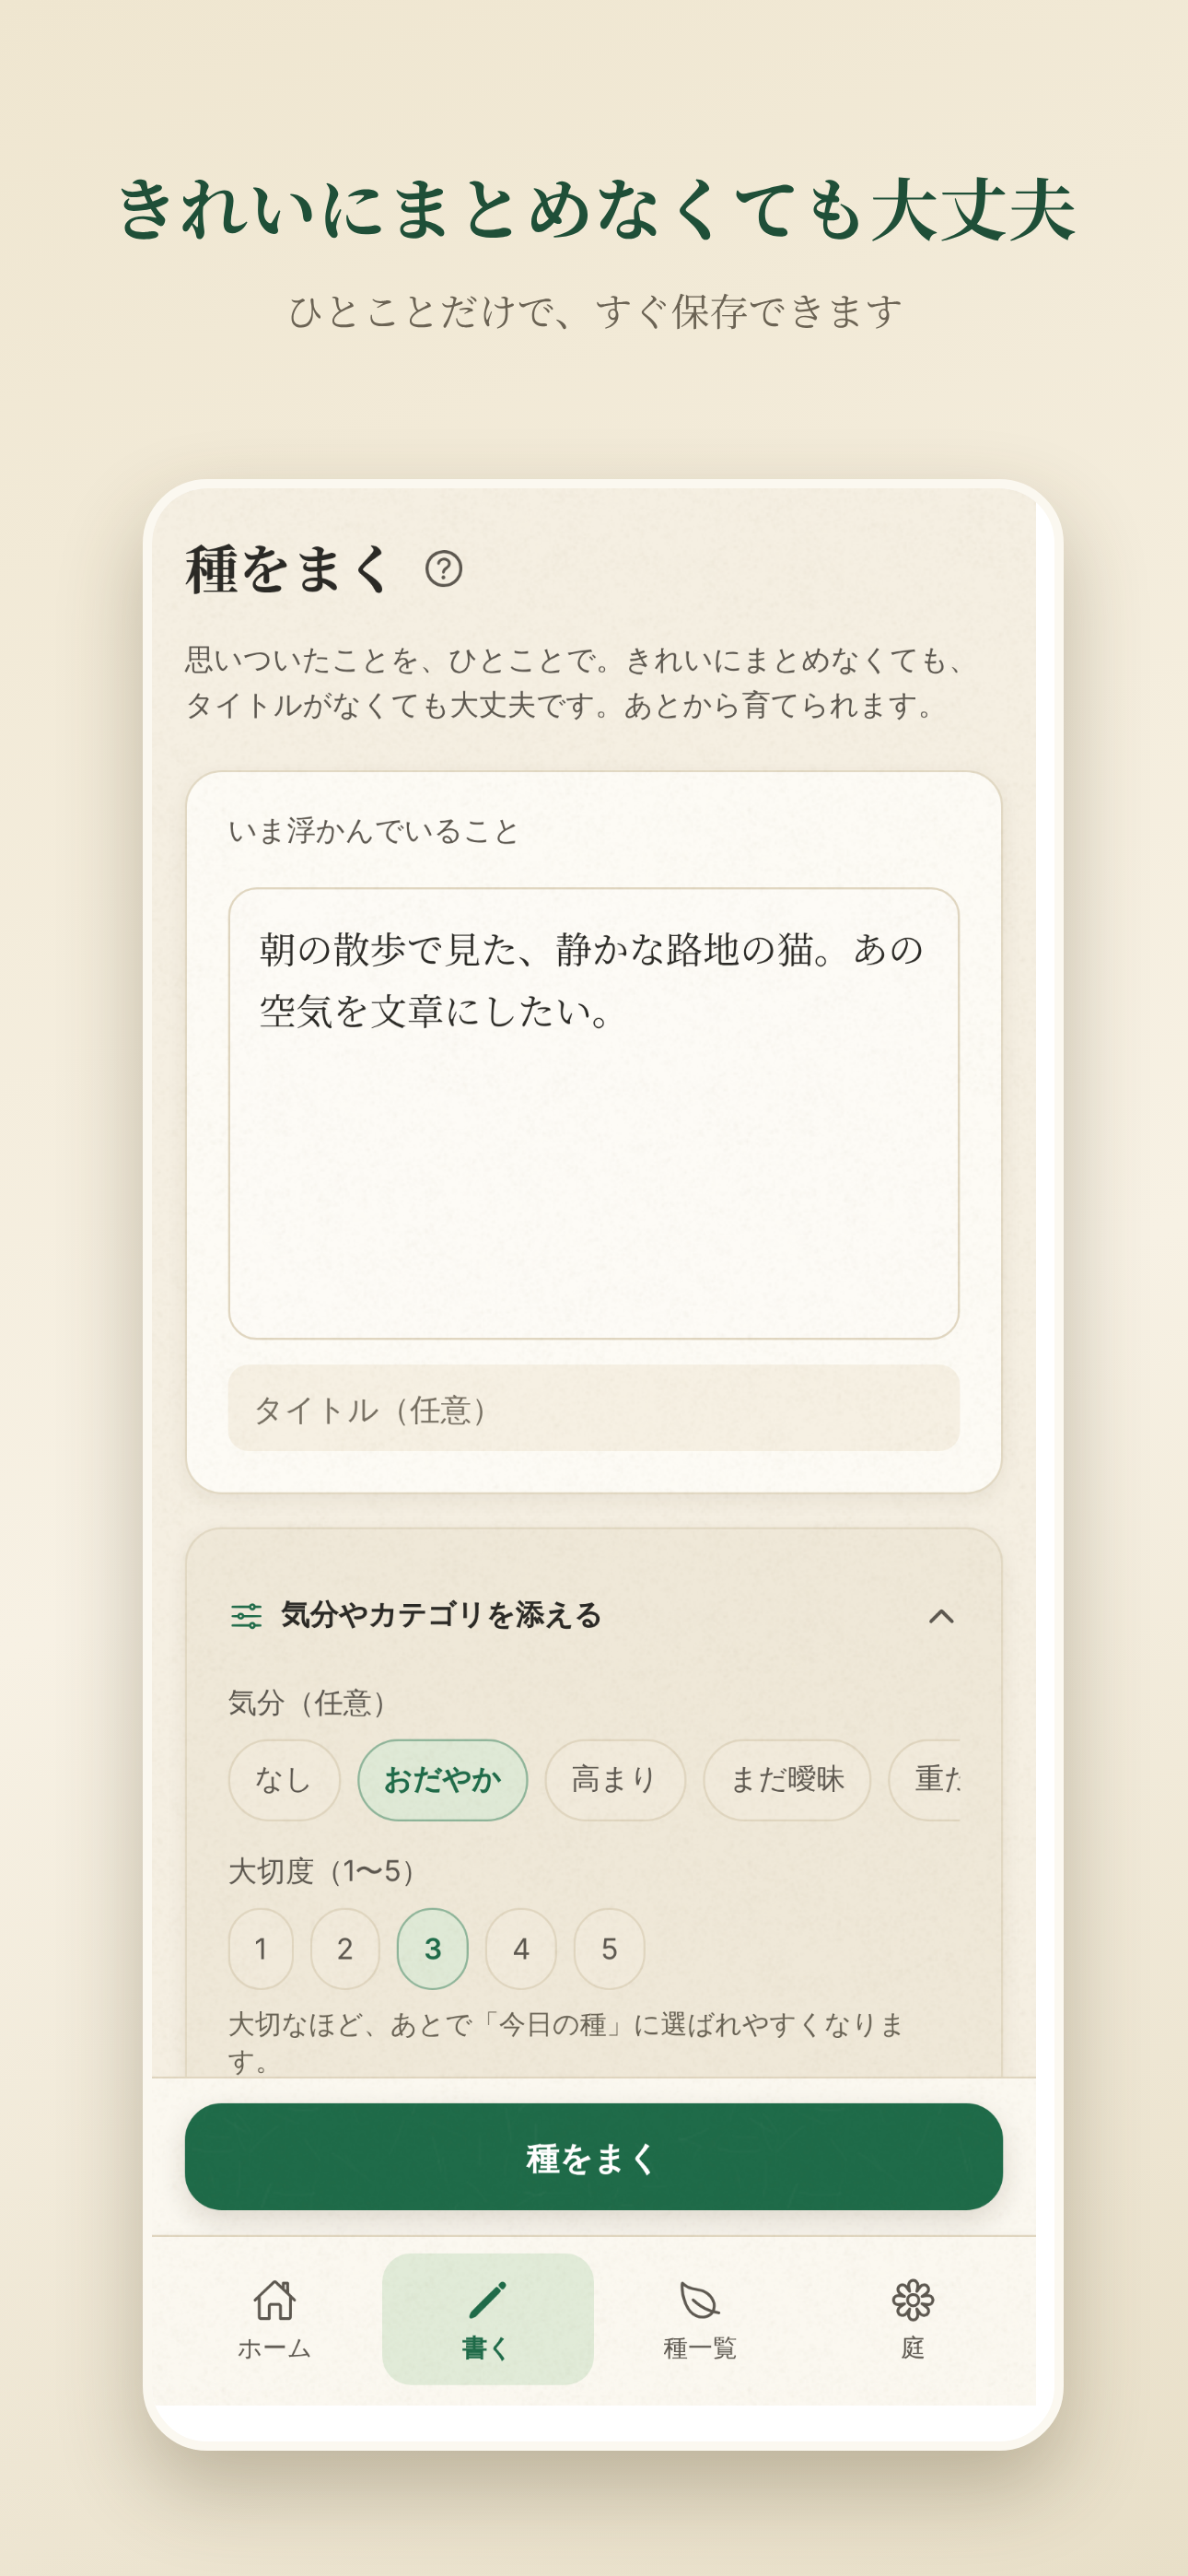 きれいにまとめなくても大丈夫
ひとことだけで、すぐ保存できます
種をまく
思いついたことを、ひとことで。きれいにまとめなくても、
タイトルがなくても大丈夫です。あとから育てられます。
いま浮かんでいること
朝の散歩で見た、静かな路地の猫。あの
空気を文章にしたい。
タイトル（任意）
気分やカテゴリを添える
気分（任意）
なし おだやか 高まり まだ曖昧 重た
大切度（1〜5）
1 2 3 4 5
大切なほど、あとで「今日の種」に選ばれやすくなりま
す。
種をまく
ホーム 書く 種一覧 庭